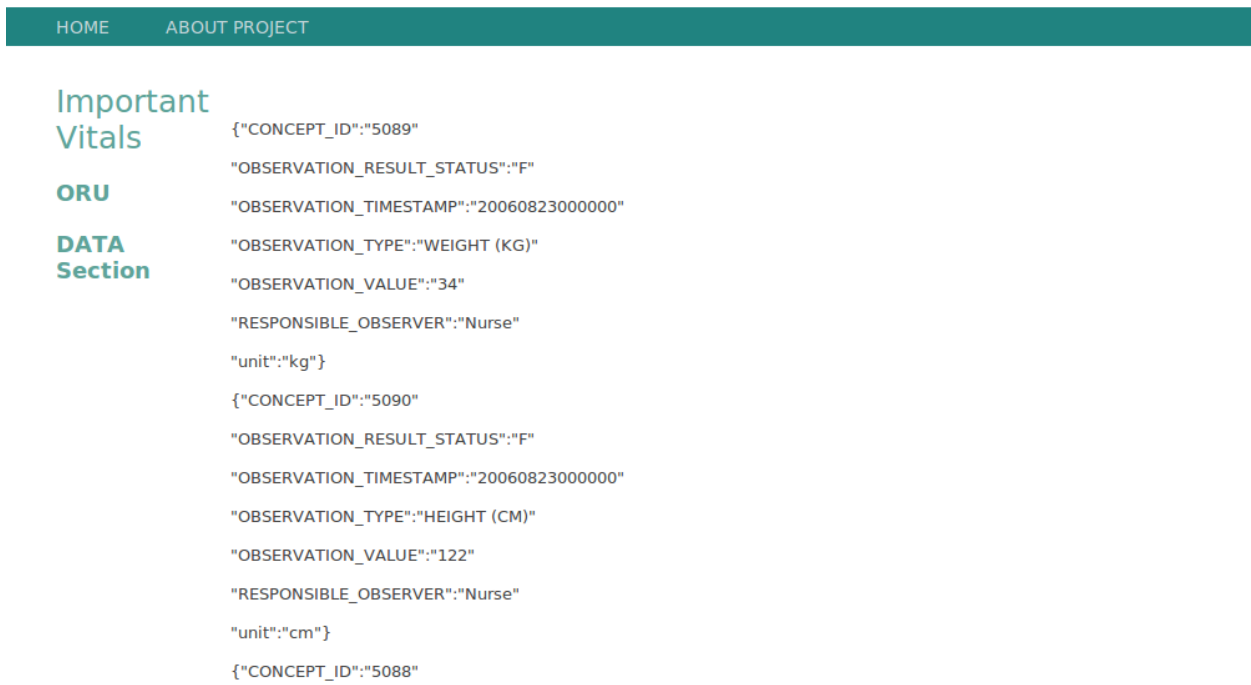 HOME ABOUT PROJECT
Important
Vitals
ORU
DATA
Section
{"CONCEPT_ID":"5089"
"OBSERVATION_RESULT_STATUS":"F"
"OBSERVATION_TIMESTAMP":"20060823000000"
"OBSERVATION_TYPE":"WEIGHT (KG)"
"OBSERVATION_VALUE":"34"
"RESPONSIBLE_OBSERVER":"Nurse"
"unit":"kg"}
{"CONCEPT_ID":"5090"
"OBSERVATION_RESULT_STATUS":"F"
"OBSERVATION_TIMESTAMP":"20060823000000"
"OBSERVATION_TYPE":"HEIGHT (CM)"
"OBSERVATION_VALUE":"122"
"RESPONSIBLE_OBSERVER":"Nurse"
"unit":"cm"}
{"CONCEPT_ID":"5088"